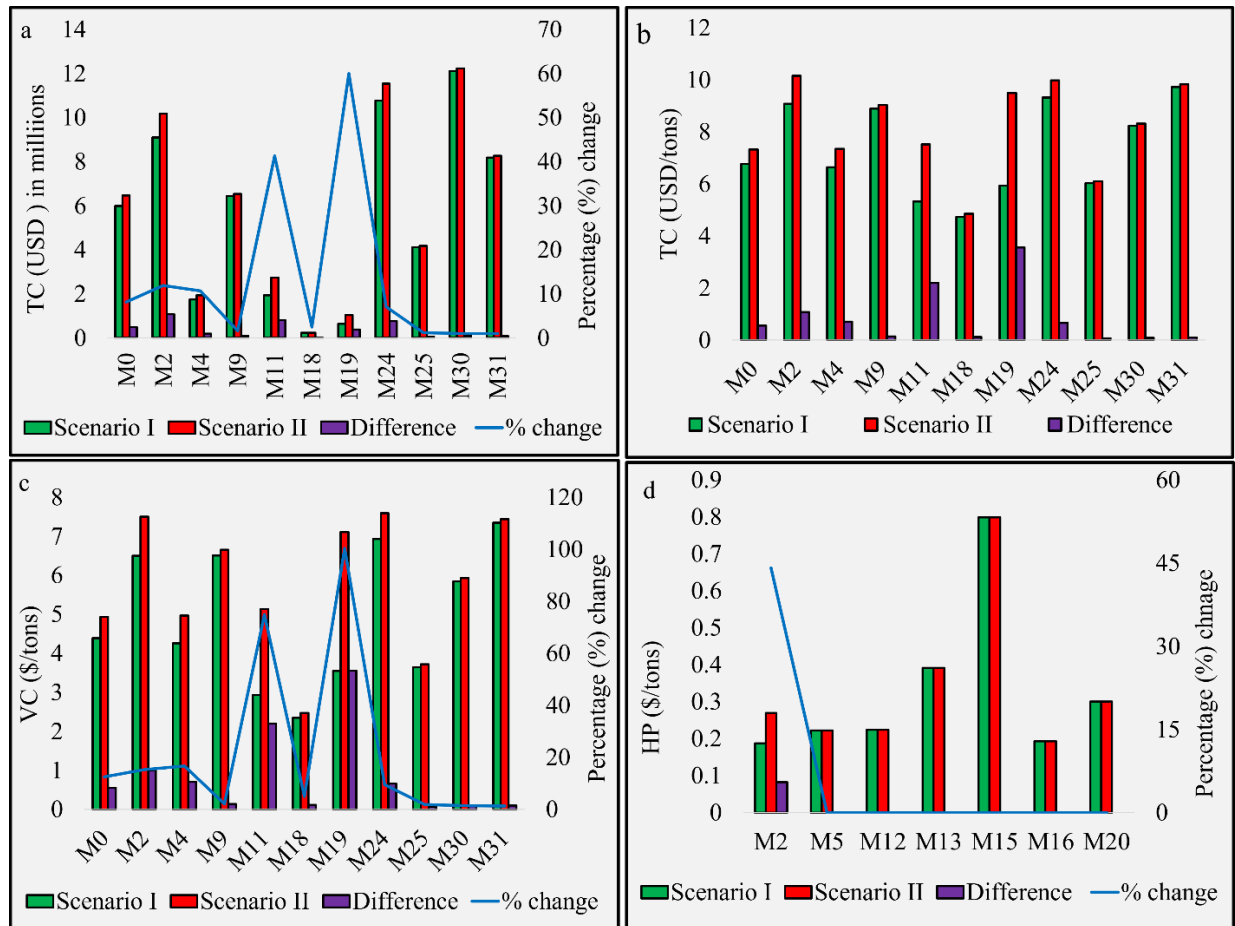 a
14
12
10
8
6
4
2
0
TC (USD ) in milliions
70
60
50
40
30
20
10
0
Percentage (%) change
M0 M2 M4 M9 M11 M18 M19 M24 M25 M30 M31
Scenario I Scenario II Difference % change
b
12
10
8
6
4
2
0
TC (USD/tons)
M0 M2 M4 M9 M11 M18 M19 M24 M25 M30 M31
Scenario I Scenario II Difference
c
8
7
6
5
4
3
2
1
0
VC ($/tons)
120
100
80
60
40
20
0
Percentage (%) change
M0 M2 M4 M9 M11 M18 M19 M24 M25 M30 M31
Scenario I Scenario II Difference % change
d
0.9
0.8
0.7
0.6
0.5
0.4
0.3
0.2
0.1
0
HP ($/tons)
60
45
30
15
0
Percentage (%) chnage
M2 M5 M12 M13 M15 M16 M20
Scenario I Scenario II Difference % change